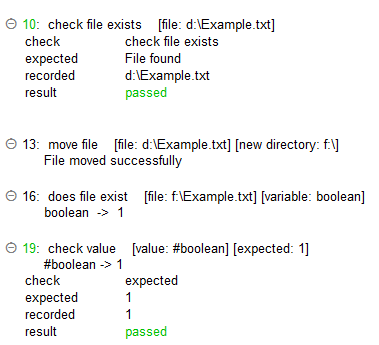 10: check file exists [file: d:\Example.txt]
check check file exists
expected File found
recorded d:\Example.txt
result passed
13: move file [file: d:\Example.txt] [new directory: f:\]
File moved successfully
16: does file exist [file: f:\Example.txt] [variable: boolean]
boolean -> 1
19: check value [value: #boolean] [expected: 1]
#boolean -> 1
check expected
expected 1
recorded 1
result passed